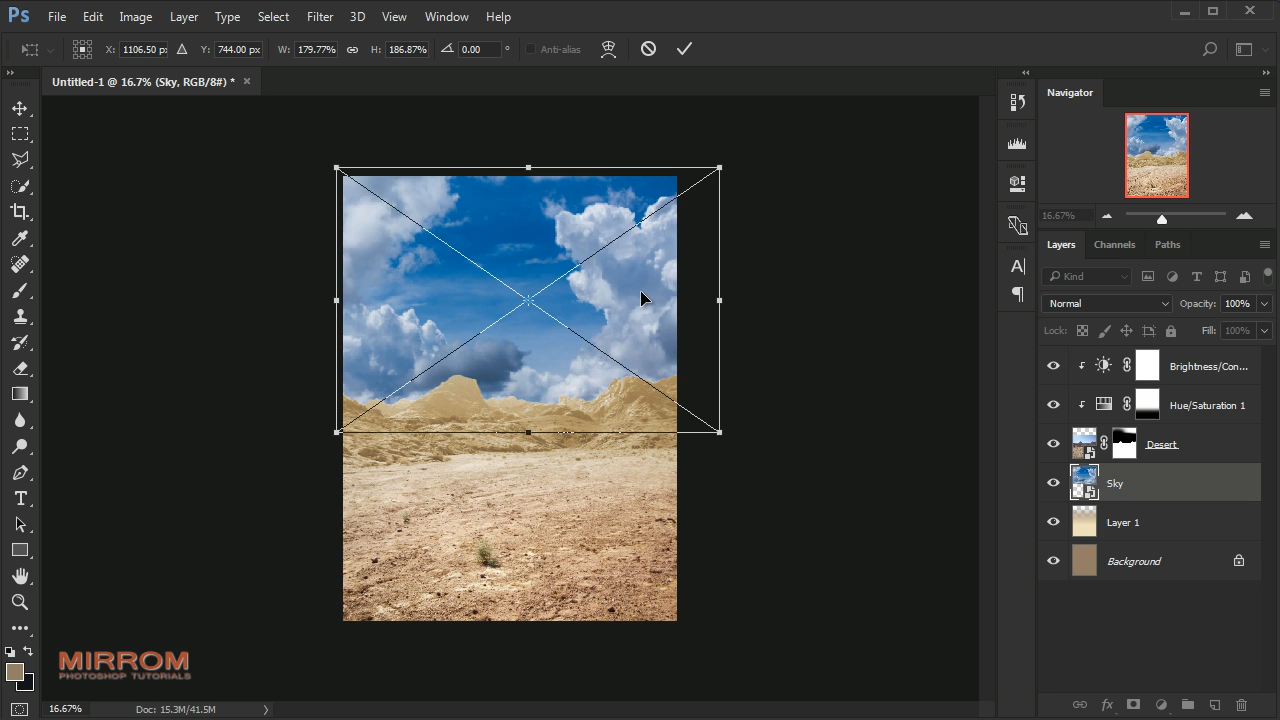 Ps File Edit Image Layer Type Select Filter 3D View Window Help
X: 1106.50 px Y: 744.00 px W: 179.77% H: 186.87% 0.00 ° Anti-alias
Untitled-1 @ 16.7% (Sky, RGB/8#) * ×
Navigator
16.67%
Layers Channels Paths
Kind
Normal Opacity: 100%
Lock: Fill: 100%
Brightness/Con...
Hue/Saturation 1
Desert
Sky
Layer 1
Background
MIRROM
PHOTOSHOP TUTORIALS
16.67% Doc: 15.3M/41.5M